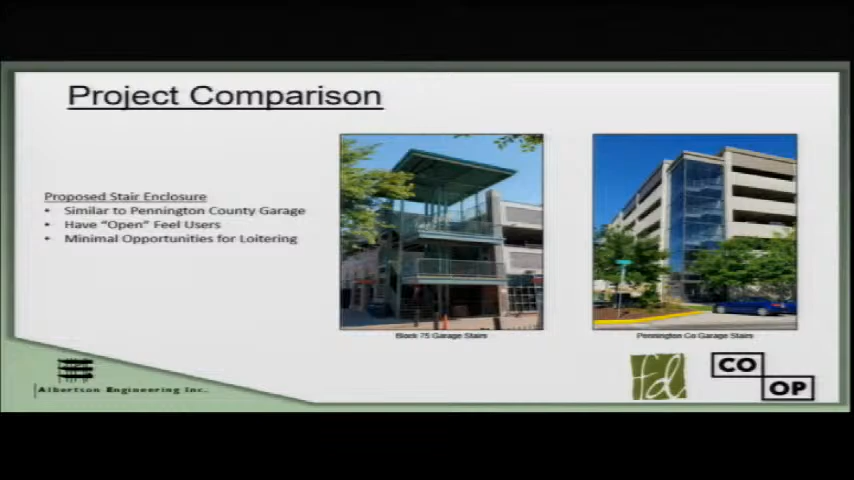 Project Comparison
Proposed Stair Enclosure
• Similar to Pennington County Garage
• Have "Open" Feel Users
• Minimal Opportunities for Loitering
Block 75 Garage Stairs
Pennington Co Garage Stairs
Albertson Engineering Inc.
fd
CO
OP